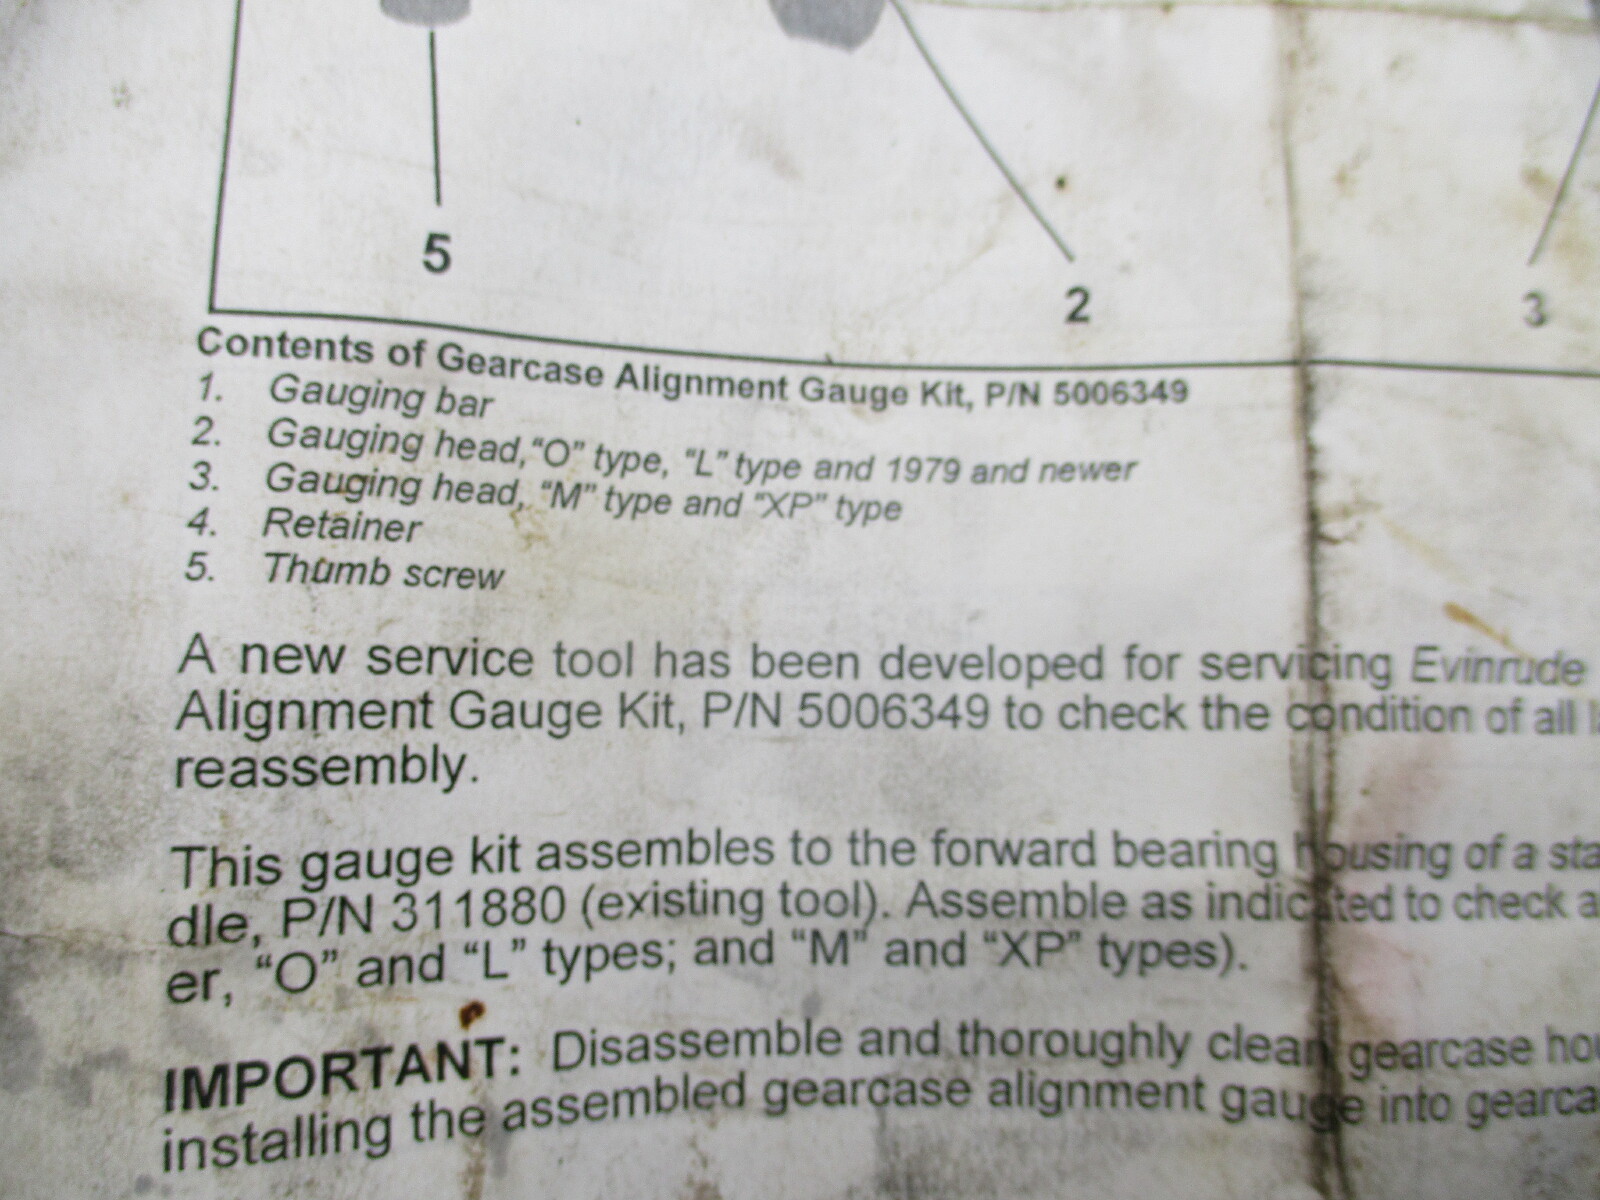 5
2
3
Contents of Gearcase Alignment Gauge Kit, P/N 5006349
1. Gauging bar
2. Gauging head, “O” type, “L” type and 1979 and newer
3. Gauging head, “M” type and “XP” type
4. Retainer
5. Thumb screw
A new service tool has been developed for servicing Evinrude
Alignment Gauge Kit, P/N 5006349 to check the condition of all
reassembly.
This gauge kit assembles to the forward bearing housing of a
dle, P/N 311880 (existing tool). Assemble as indicated to check
er, “O” and “L” types; and “M” and “XP” types).
IMPORTANT: Disassemble and thoroughly clean gearcase
installing the assembled gearcase alignment gauge into